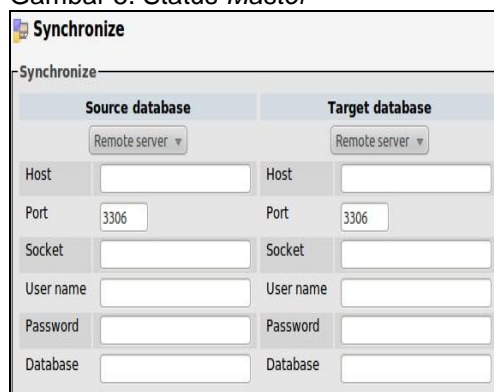 Gambar 3. Status Master
Synchronize
Synchronize
Source database Target database
Remote server Remote server
Host Host
Port 3306 Port 3306
Socket Socket
User name User name
Password Password
Database Database